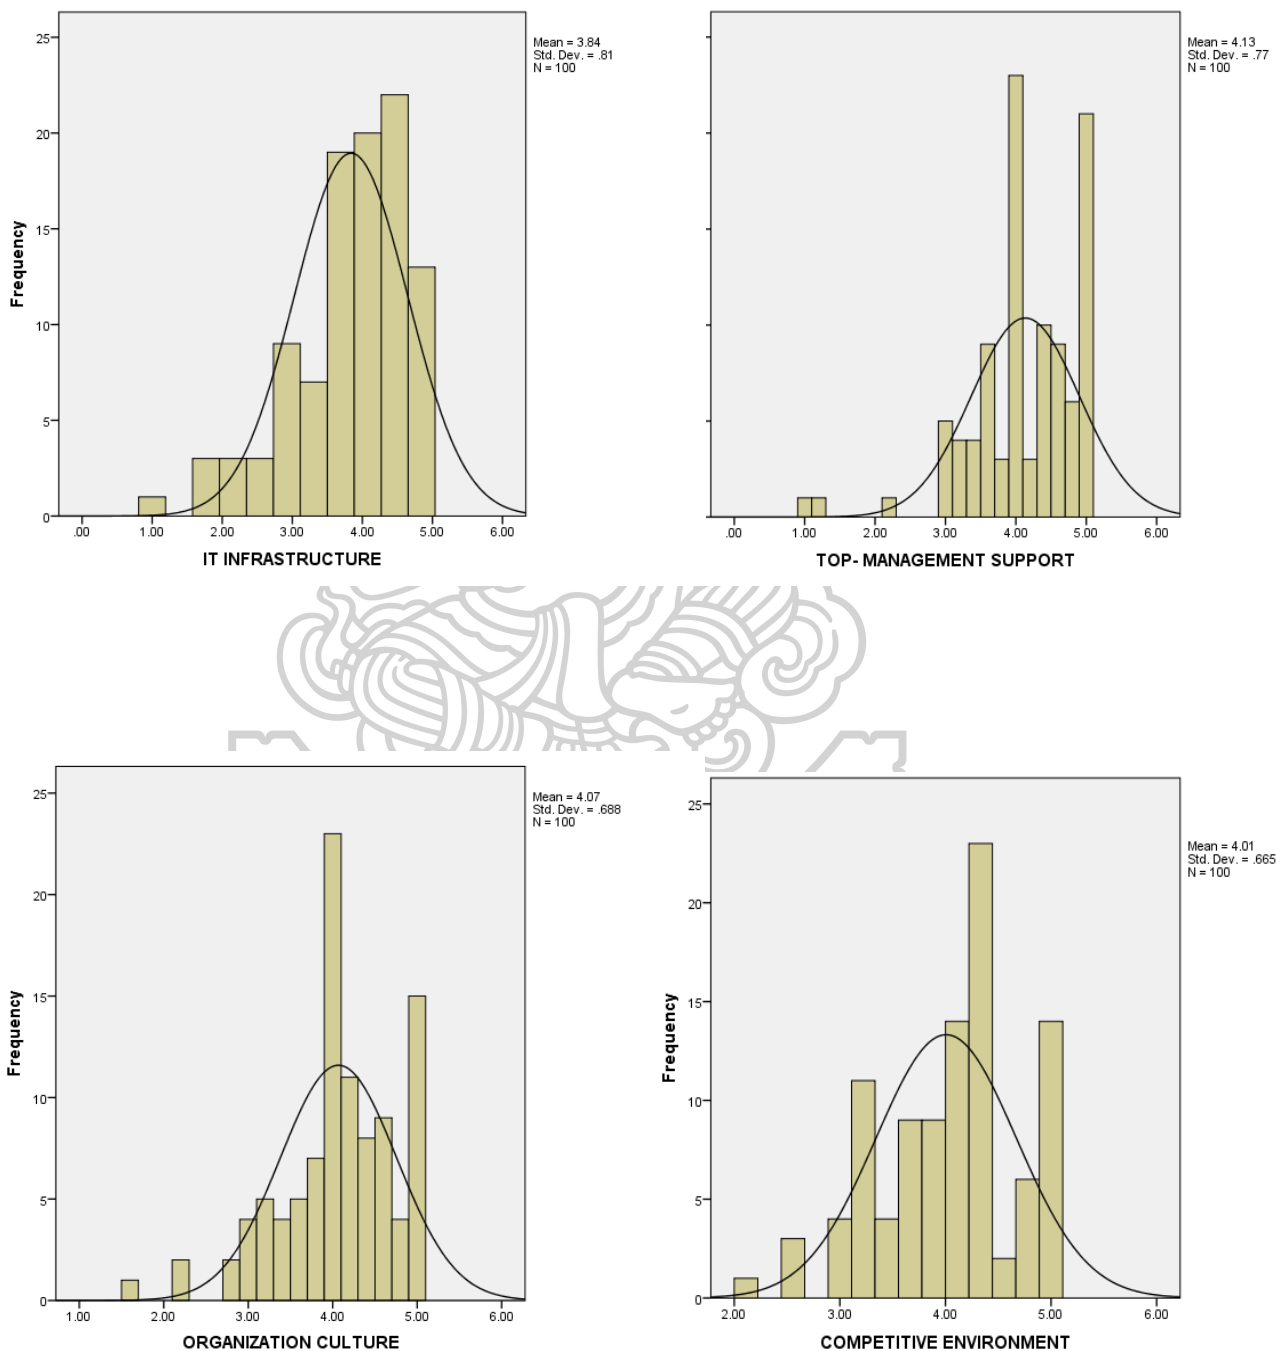 25
20
15
10
5
0
Frequency
.00 1.00 2.00 3.00 4.00 5.00 6.00
IT INFRASTRUCTURE
Mean = 3.84
Std. Dev. = .81
N = 100
.00 1.00 2.00 3.00 4.00 5.00 6.00
TOP- MANAGEMENT SUPPORT
Mean = 4.13
Std. Dev. = .77
N = 100
25
20
15
10
5
0
Frequency
1.00 2.00 3.00 4.00 5.00 6.00
ORGANIZATION CULTURE
Mean = 4.07
Std. Dev. = .688
N = 100
25
20
15
10
5
0
Frequency
2.00 3.00 4.00 5.00 6.00
COMPETITIVE ENVIRONMENT
Mean = 4.01
Std. Dev. = .665
N = 100